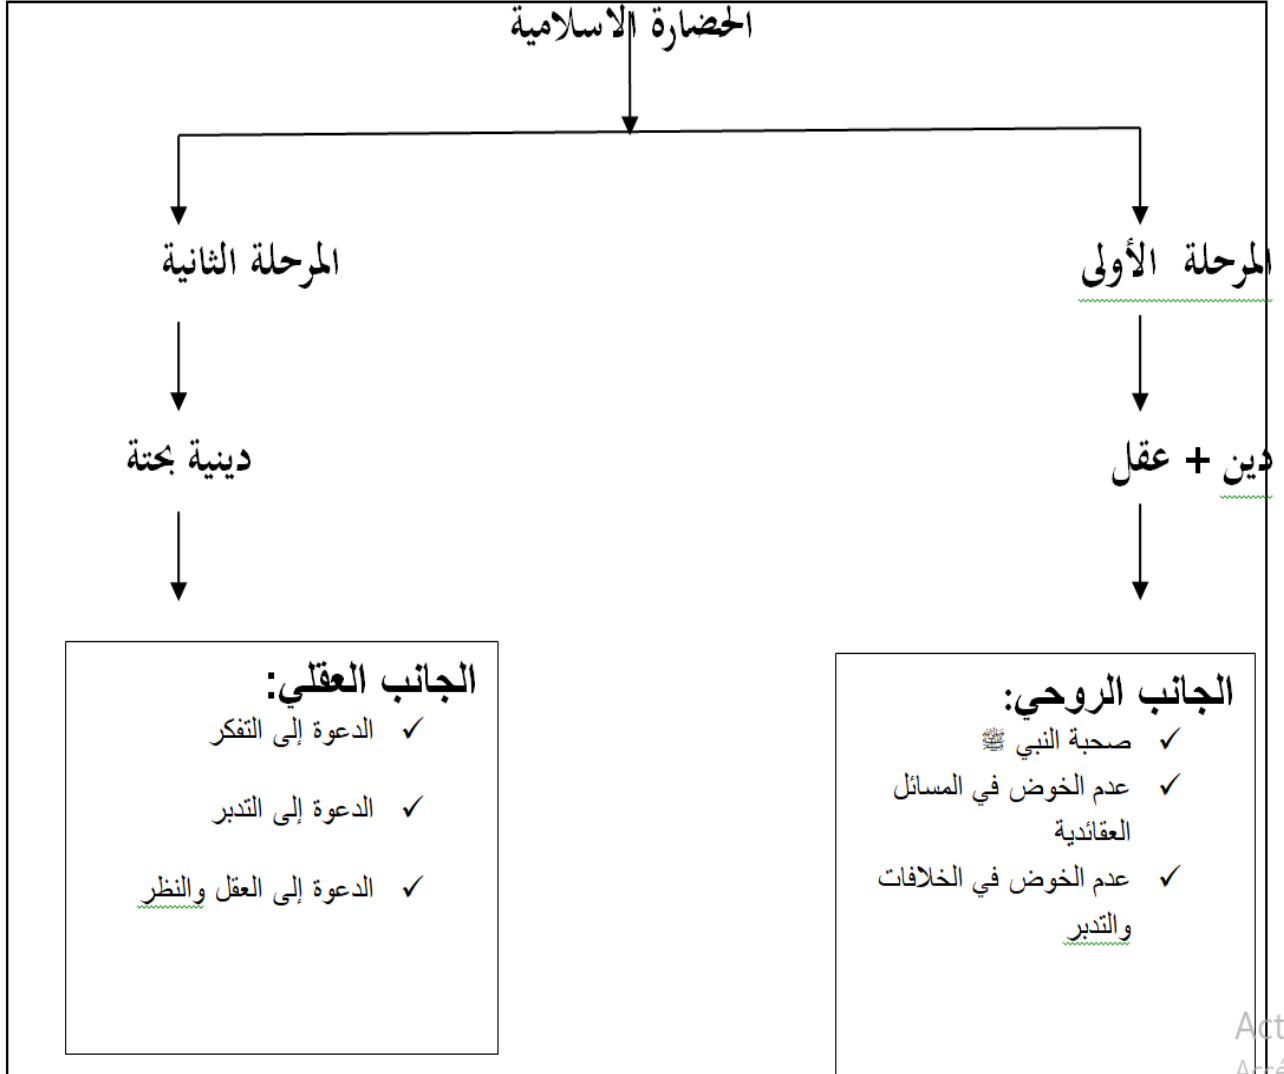 الحضارة الاسلامية
المرحلة الأولى
المرحلة الثانية
دين + عقل
دينية بحتة
الجانب الروحي:
✓ صحبة النبي ﷺ
✓ عدم الخوض في المسائل
العقائدية
✓ عدم الخوض في الخلافات
والتدبر
الجانب العقلي:
✓ الدعوة إلى التفكر
✓ الدعوة إلى التدبر
✓ الدعوة إلى العقل والنظر